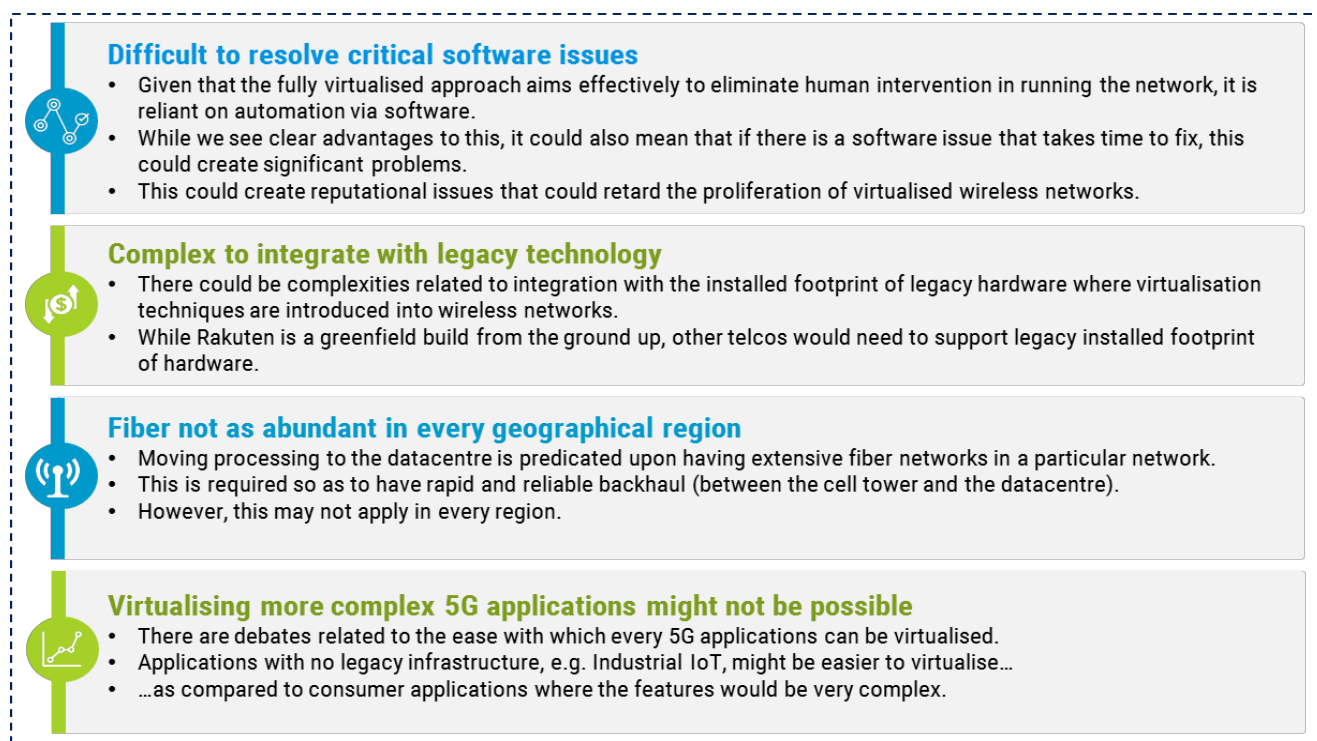 Difficult to resolve critical software issues
• Given that the fully virtualised approach aims effectively to eliminate human intervention in running the network, it is
reliant on automation via software.
• While we see clear advantages to this, it could also mean that if there is a software issue that takes time to fix, this
could create significant problems.
• This could create reputational issues that could retard the proliferation of virtualised wireless networks.
Complex to integrate with legacy technology
• There could be complexities related to integration with the installed footprint of legacy hardware where virtualisation
techniques are introduced into wireless networks.
• While Rakuten is a greenfield build from the ground up, other telcos would need to support legacy installed footprint
of hardware.
Fiber not as abundant in every geographical region
• Moving processing to the datacentre is predicated upon having extensive fiber networks in a particular network.
• This is required so as to have rapid and reliable backhaul (between the cell tower and the datacentre).
• However, this may not apply in every region.
Virtualising more complex 5G applications might not be possible
• There are debates related to the ease with which every 5G applications can be virtualised.
• Applications with no legacy infrastructure, e.g. Industrial IoT, might be easier to virtualise…
• …as compared to consumer applications where the features would be very complex.